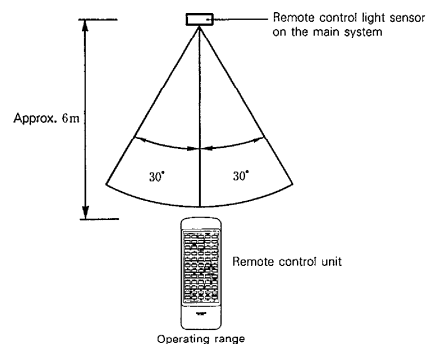 Remote control light sensor
on the main system
Approx. 6m
30° 30°
Remote control unit
Operating range